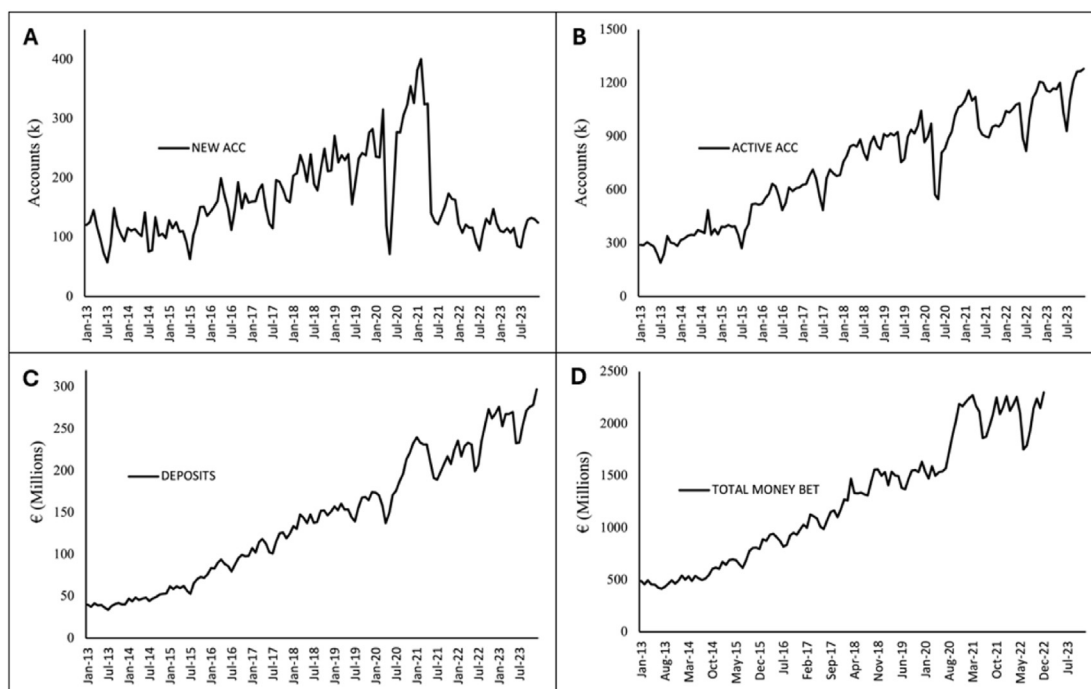 A
Accounts (k)
400
300
200
100
0
NEW ACC
Jan-13
Jul-13
Jan-14
Jul-14
Jan-15
Jul-15
Jan-16
Jul-16
Jan-17
Jul-17
Jan-18
Jul-18
Jan-19
Jul-19
Jan-20
Jul-20
Jan-21
Jul-21
Jan-22
Jul-22
Jan-23
Jul-23
B
Accounts (k)
1500
1200
900
600
300
0
ACTIVE ACC
Jan-13
Jul-13
Jan-14
Jul-14
Jan-15
Jul-15
Jan-16
Jul-16
Jan-17
Jul-17
Jan-18
Jul-18
Jan-19
Jul-19
Jan-20
Jul-20
Jan-21
Jul-21
Jan-22
Jul-22
Jan-23
Jul-23
C
€ (Millions)
300
250
200
150
100
50
0
DEPOSITS
Jan-13
Jul-13
Jan-14
Jul-14
Jan-15
Jul-15
Jan-16
Jul-16
Jan-17
Jul-17
Jan-18
Jul-18
Jan-19
Jul-19
Jan-20
Jul-20
Jan-21
Jul-21
Jan-22
Jul-22
Jan-23
Jul-23
D
€ (Millions)
2500
2000
1500
1000
500
0
TOTAL MONEY BET
Jan-13
Aug-13
Mar-14
Oct-14
May-15
Dec-15
Jul-16
Feb-17
Sep-17
Apr-18
Nov-18
Jun-19
Jan-20
Aug-20
Mar-21
Oct-21
May-22
Dec-22
Jul-23